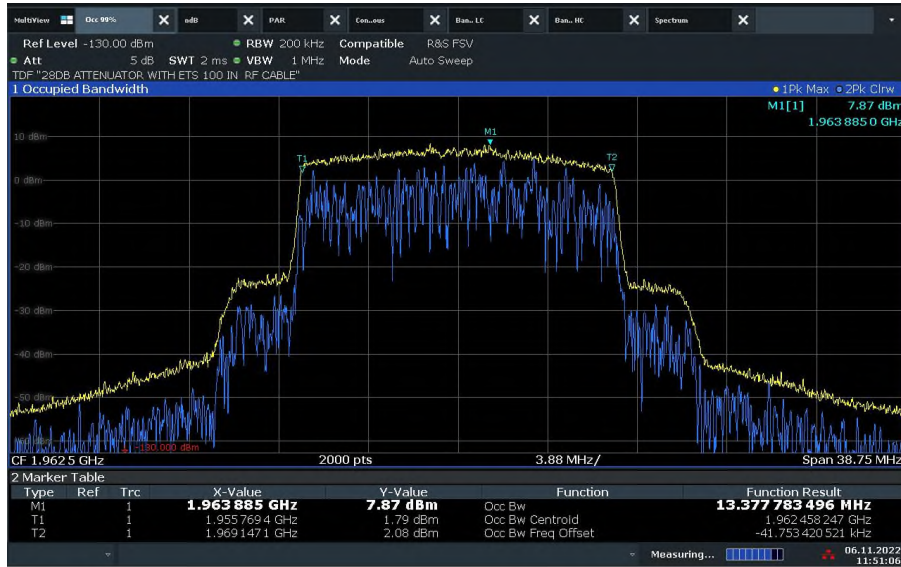 MultiView Occ 99% ndB PAR Con..ous Ban.. LC Ban.. HC Spectrum
Ref Level -130.00 dBm RBW 200 kHz Compatible R&S FSV
Att 5 dB SWT 2 ms VBW 1 MHz Mode Auto Sweep
TDF "28DB ATTENUATOR WITH ETS 100 IN RF CABLE"
1 Occupied Bandwidth 1Pk Max 2Pk Clrw
M1[1] 7.87 dBm
1.963 885 0 GHz
M1
10 dBm
T1 T2
0 dBm
-10 dBm
-20 dBm
-30 dBm
-40 dBm
-50 dBm
-130.000 dBm
CF 1.9625 GHz 2000 pts 3.88 MHz/ Span 38.75 MHz
2 Marker Table
Type Ref Trc X-Value Y-Value Function Function Result
M1 1 1.963 885 GHz 7.87 dBm Occ Bw 13.377 783 496 MHz
T1 1 1.955 769 4 GHz 1.79 dBm Occ Bw Centroid 1.962 458 247 GHz
T2 1 1.969 147 1 GHz 2.08 dBm Occ Bw Freq Offset -41.753 420 521 kHz
Measuring... 06.11.2022
11:51:06